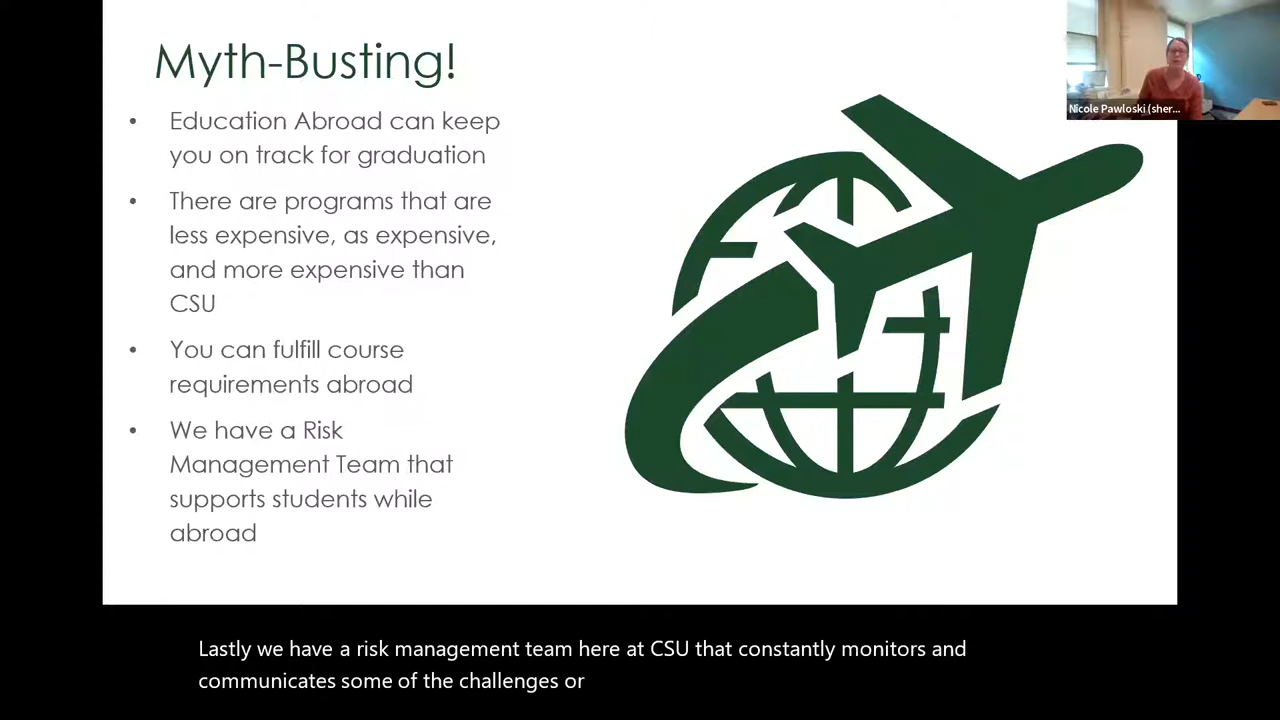 Myth-Busting!
• Education Abroad can keep
you on track for graduation
• There are programs that are
less expensive, as expensive,
and more expensive than
CSU
• You can fulfill course
requirements abroad
• We have a Risk
Management Team that
supports students while
abroad
Nicole Pawloski (sher...
Lastly we have a risk management team here at CSU that constantly monitors and
communicates some of the challenges or